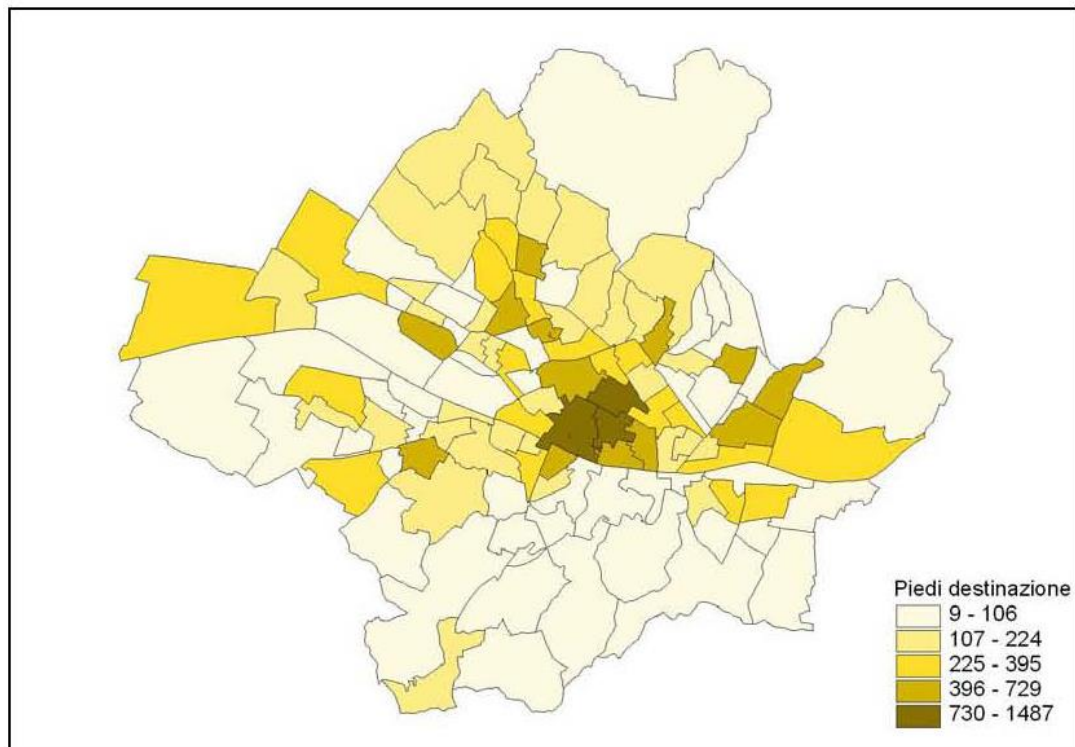 Piedi destinazione
9 - 106
107 - 224
225 - 395
396 - 729
730 - 1487